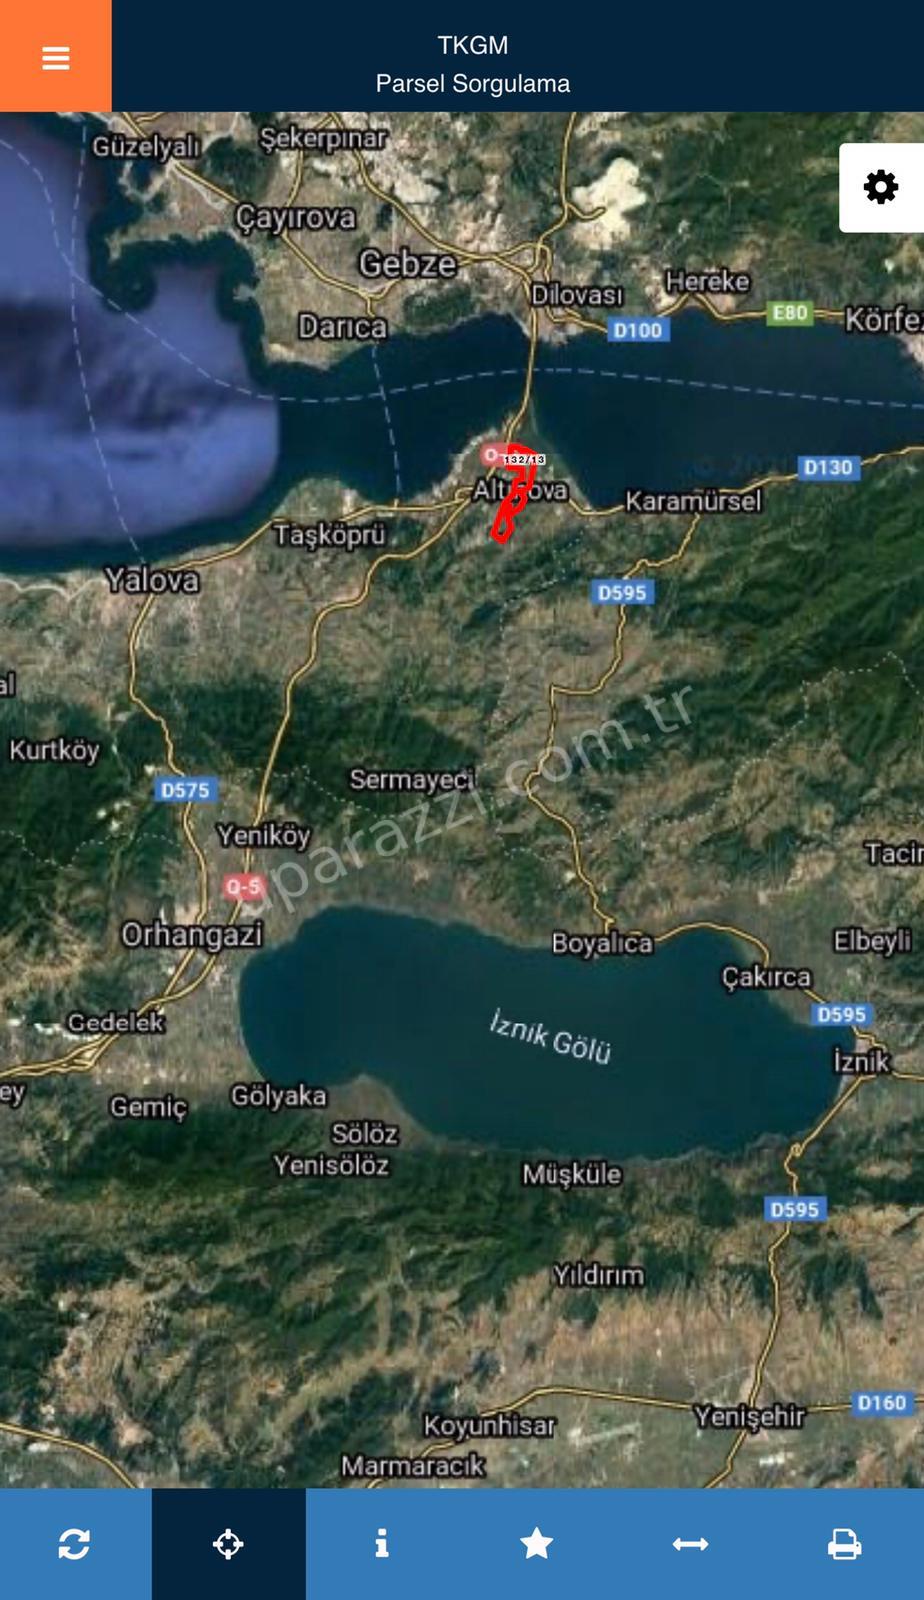 TKGM
Parsel Sorgulama
Güzelyalı
Şekerpınar
Çayırova
Gebze
Dilovası
Hereke
Darıca
D100
E80
Körfez
132/13
D130
Altınova
Karamürsel
Taşköprü
Yalova
D595
Kurtköy
Sermayeci
D575
Yeniköy
O-5
Orhangazi
Boyalıca
Elbeyli
Çakırca
Gedelek
D595
İznik Gölü
İznik
Gemiç
Gölyaka
Sölöz
Yenisölöz
Müşküle
D595
Yıldırım
D160
Yenişehir
Koyunhisar
Marmaracık